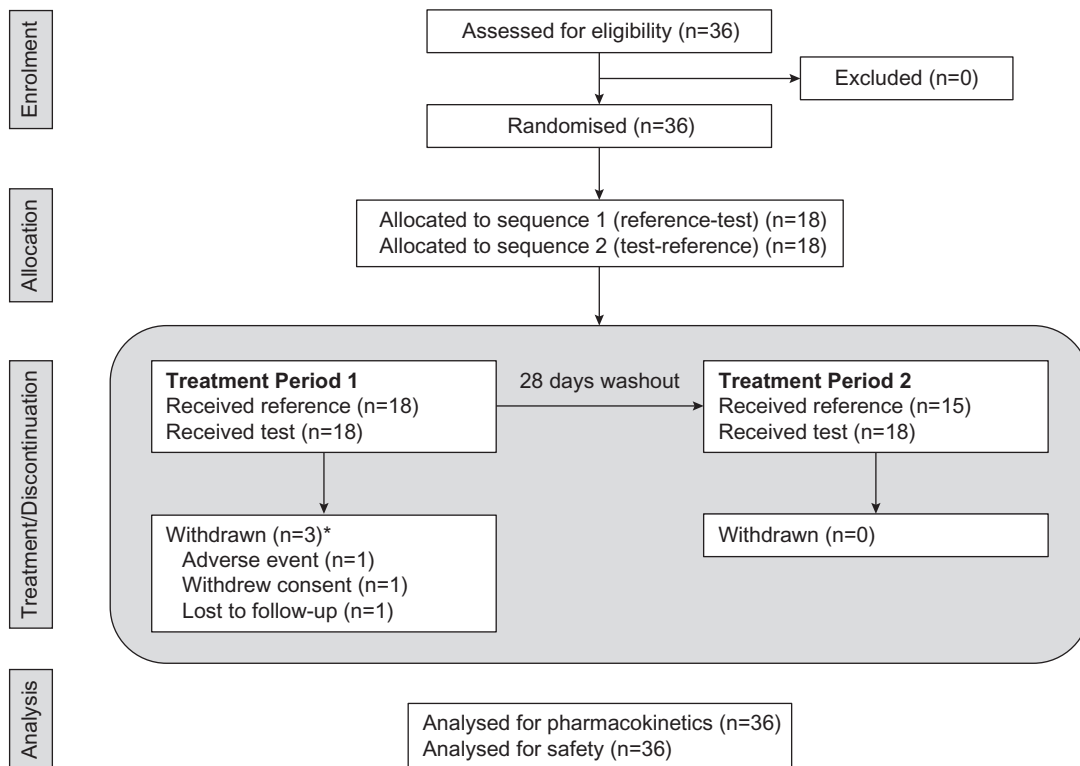 Enrolment
Assessed for eligibility (n=36)
Excluded (n=0)
Randomised (n=36)
Allocation
Allocated to sequence 1 (reference-test) (n=18)
Allocated to sequence 2 (test-reference) (n=18)
Treatment/Discontinuation
Treatment Period 1
Received reference (n=18)
Received test (n=18)
28 days washout
Treatment Period 2
Received reference (n=15)
Received test (n=18)
Withdrawn (n=3)*
Adverse event (n=1)
Withdrew consent (n=1)
Lost to follow-up (n=1)
Withdrawn (n=0)
Analysis
Analysed for pharmacokinetics (n=36)
Analysed for safety (n=36)